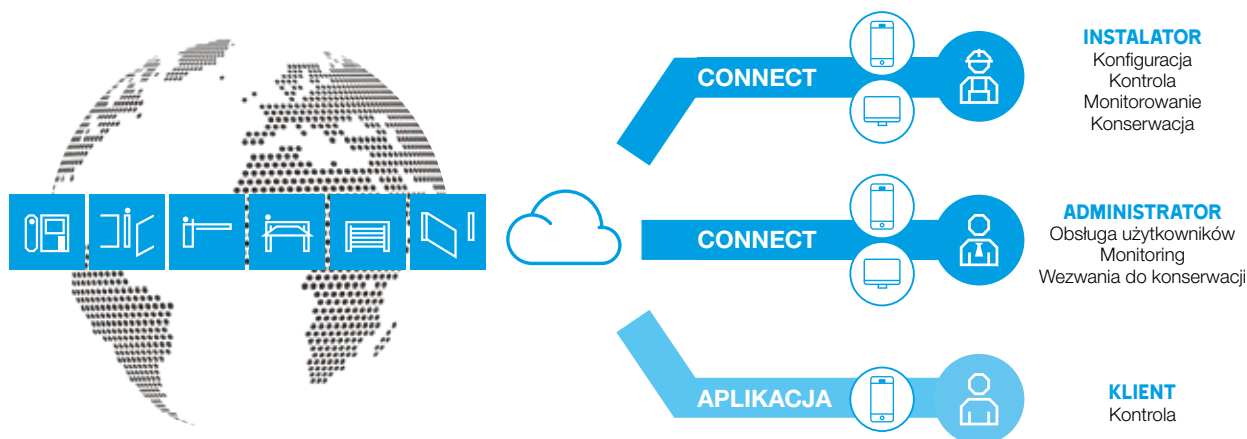 CONNECT
INSTALATOR
Konfiguracja
Kontrola
Monitorowanie
Konserwacja
CONNECT
ADMINISTRATOR
Obsługa użytkowników
Monitoring
Wezwania do konserwacji
APLIKACJA
KLIENT
Kontrola